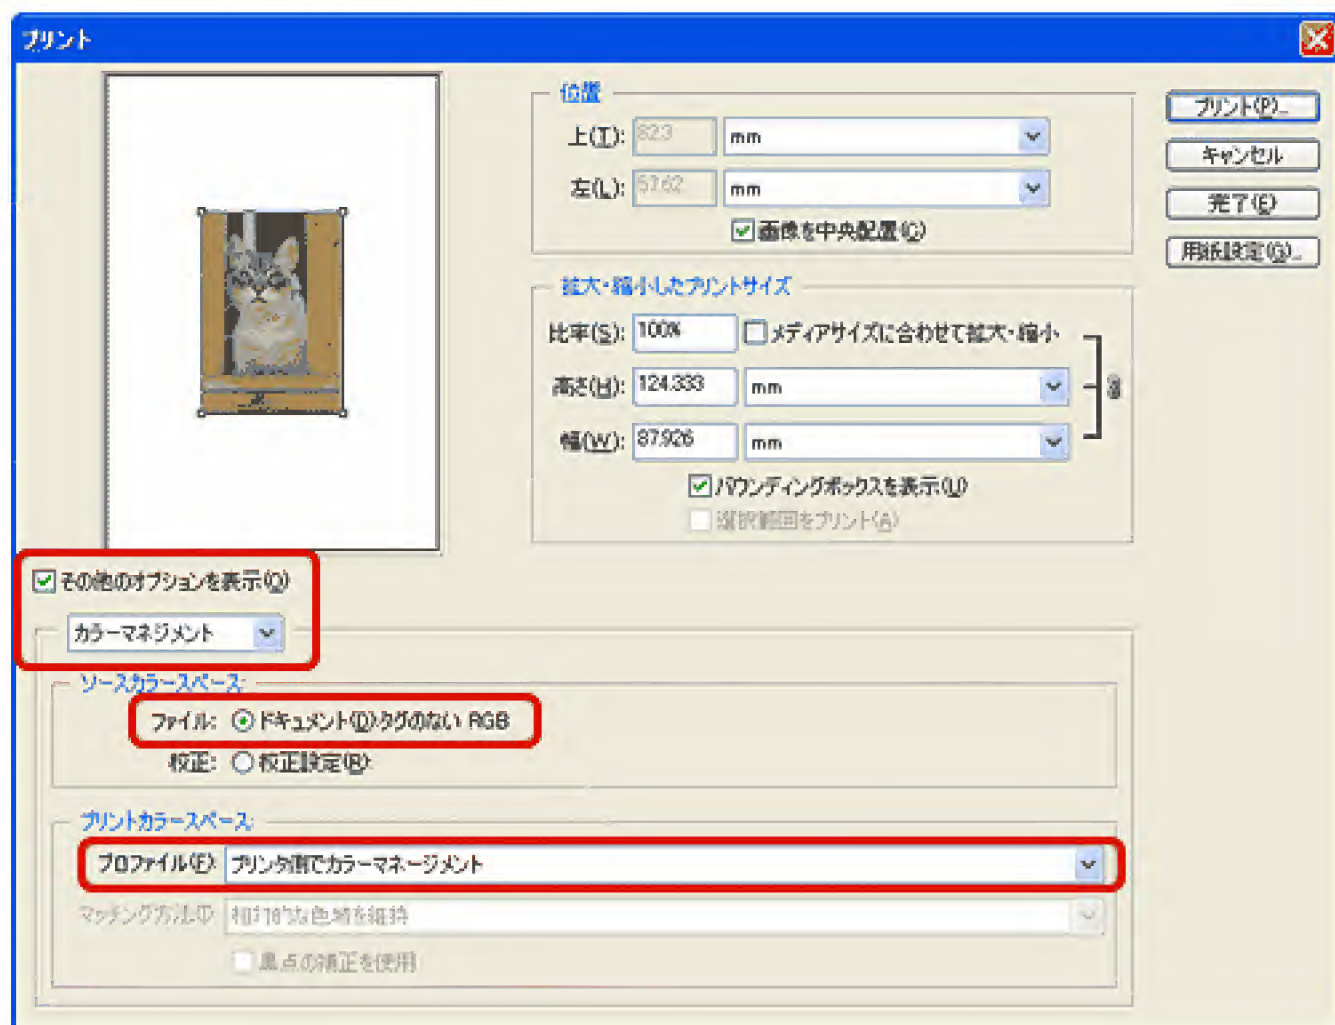 プリント
位置
上(T): 82.3 mm
左(L): 57.62 mm
画像を中央配置(C)
拡大・縮小したプリントサイズ
比率(S): 100% メディアサイズに合わせて拡大・縮小
高さ(H): 124.333 mm
幅(W): 87.926 mm
バウンディングボックスを表示(U)
選択範囲をプリント(A)
プリント(P)...
キャンセル
完了(E)
用紙設定(G)...
その他のオプションを表示(O)
カラーマネジメント
ソースカラースペース:
ファイル: ドキュメント(D):タグのない RGB
校正: 校正設定(R):
プリントカラースペース:
プロファイル(F): プリンタ側でカラーマネージメント
マッチング方法(I): 相対的な色域を維持
黒点の補正を使用